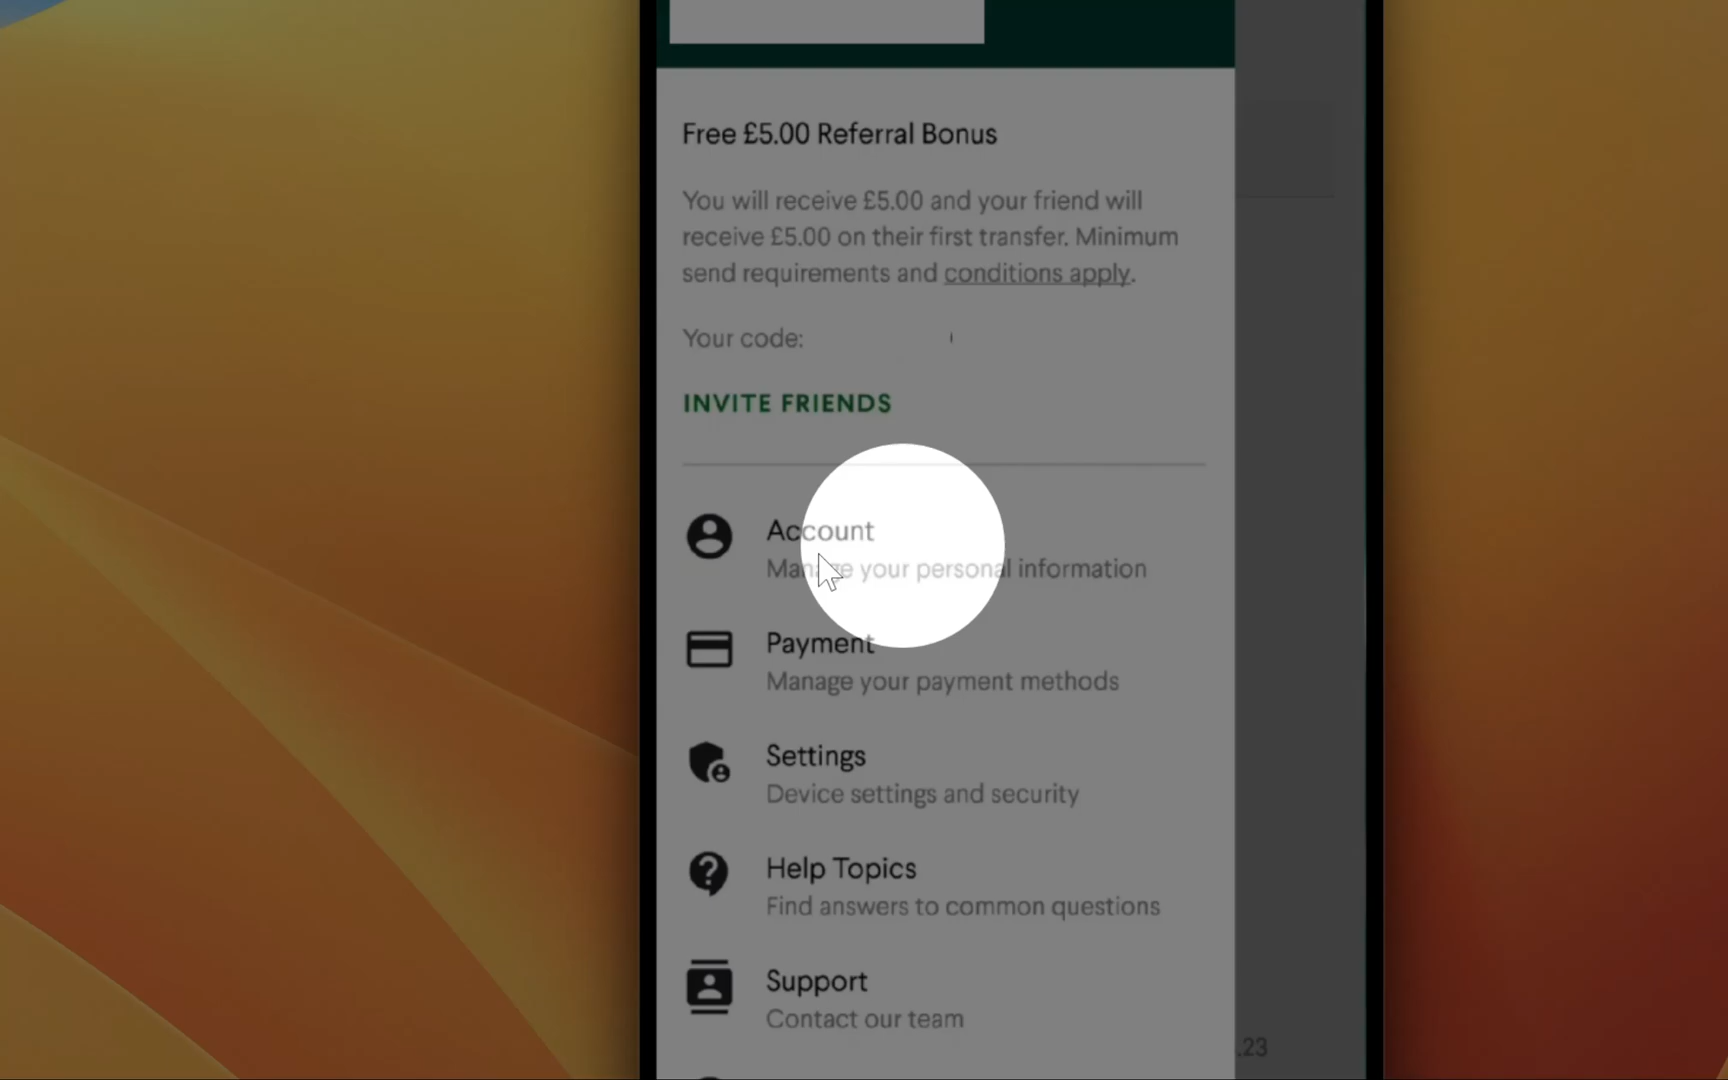 Free £5.00 Referral Bonus
You will receive £5.00 and your friend will
receive £5.00 on their first transfer. Minimum
send requirements and conditions apply.
Your code:
INVITE FRIENDS
Account
Manage your personal information
Payment
Manage your payment methods
Settings
Device settings and security
Help Topics
Find answers to common questions
Support
Contact our team
.23